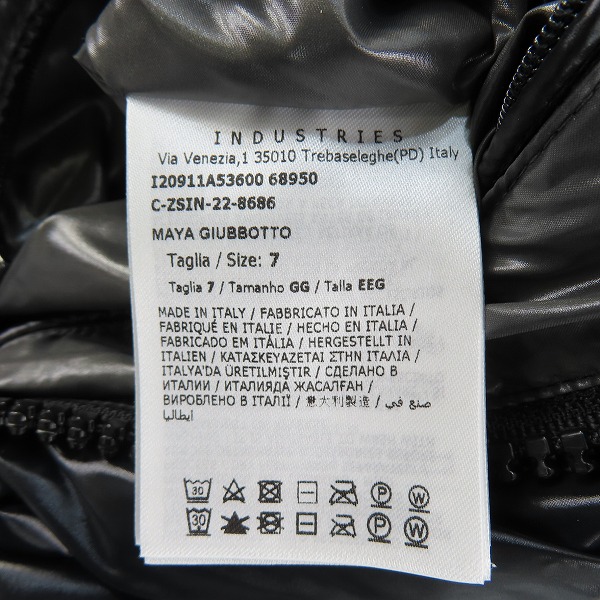 INDUSTRIES
Via Venezia,1 35010 Trebaseleghe(PD) Italy
I20911A53600 68950
C-ZSIN-22-8686
MAYA GIUBBOTTO
Taglia / Size: 7
Taglia 7 / Tamanho GG / Talla EEG
MADE IN ITALY / FABBRICATO IN ITALIA /
FABRIQUÉ EN ITALIE / HECHO EN ITALIA /
FABRICADO EM ITÁLIA / HERGESTELLT IN
ITALIEN / ΚΑΤΑΣΚΕΥΑΖΕΤΑΙ ΣΤΗΝ ΙΤΑΛΙΑ /
ITALYA'DA ÜRETILMIŞTIR / СДЕЛАНО В
ИТАЛИИ / ИТАЛИЯДА ЖАСАЛҒАН /
ВИРОБЛЕНО В ІТАЛІЇ / 意大利製造 / صنع في
ايطاليا
30 P W
30 P W